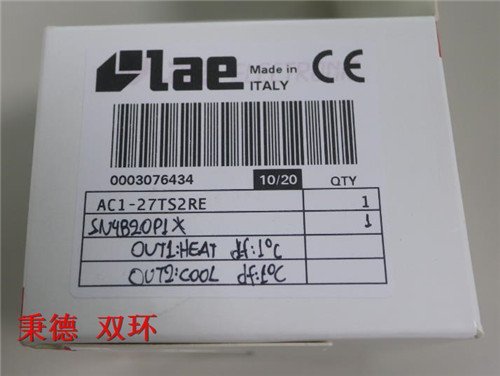 lae
Made in
ITALY
CE
0003076434 10/20 QTY
AC1-27TS2RE 1
SN4B20P1* 1
OUT1:HEAT df:1°C
OUT2:COOL df:1°C
秉德 双环